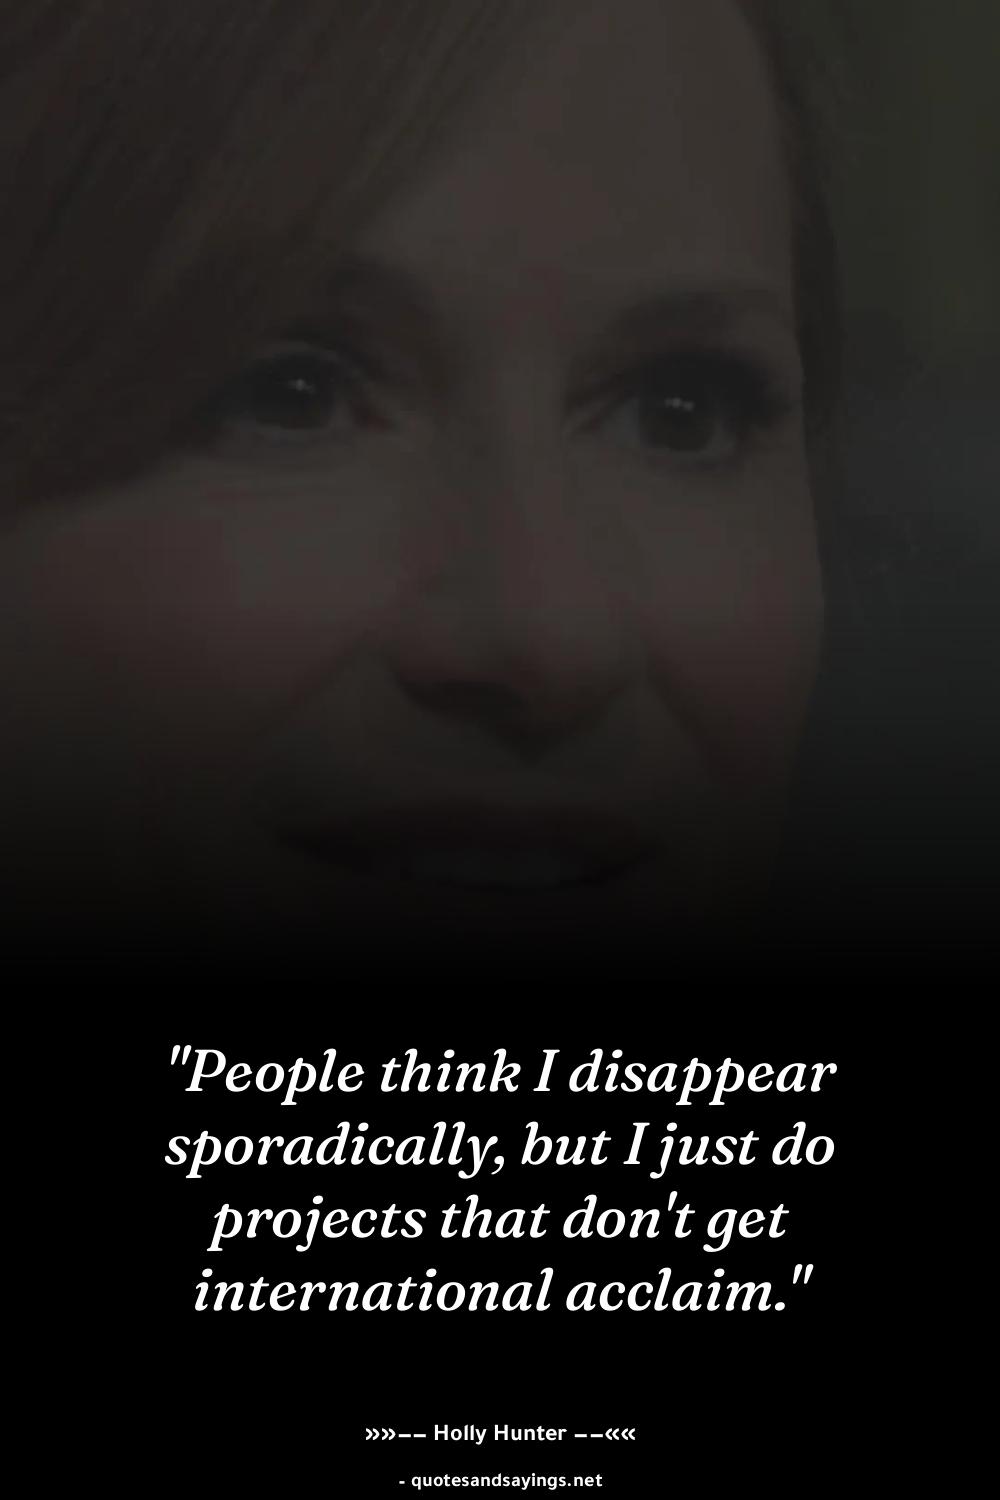 "People think I disappear
sporadically, but I just do
projects that don't get
international acclaim."
»»–– Holly Hunter ––««
- quotesandsayings.net